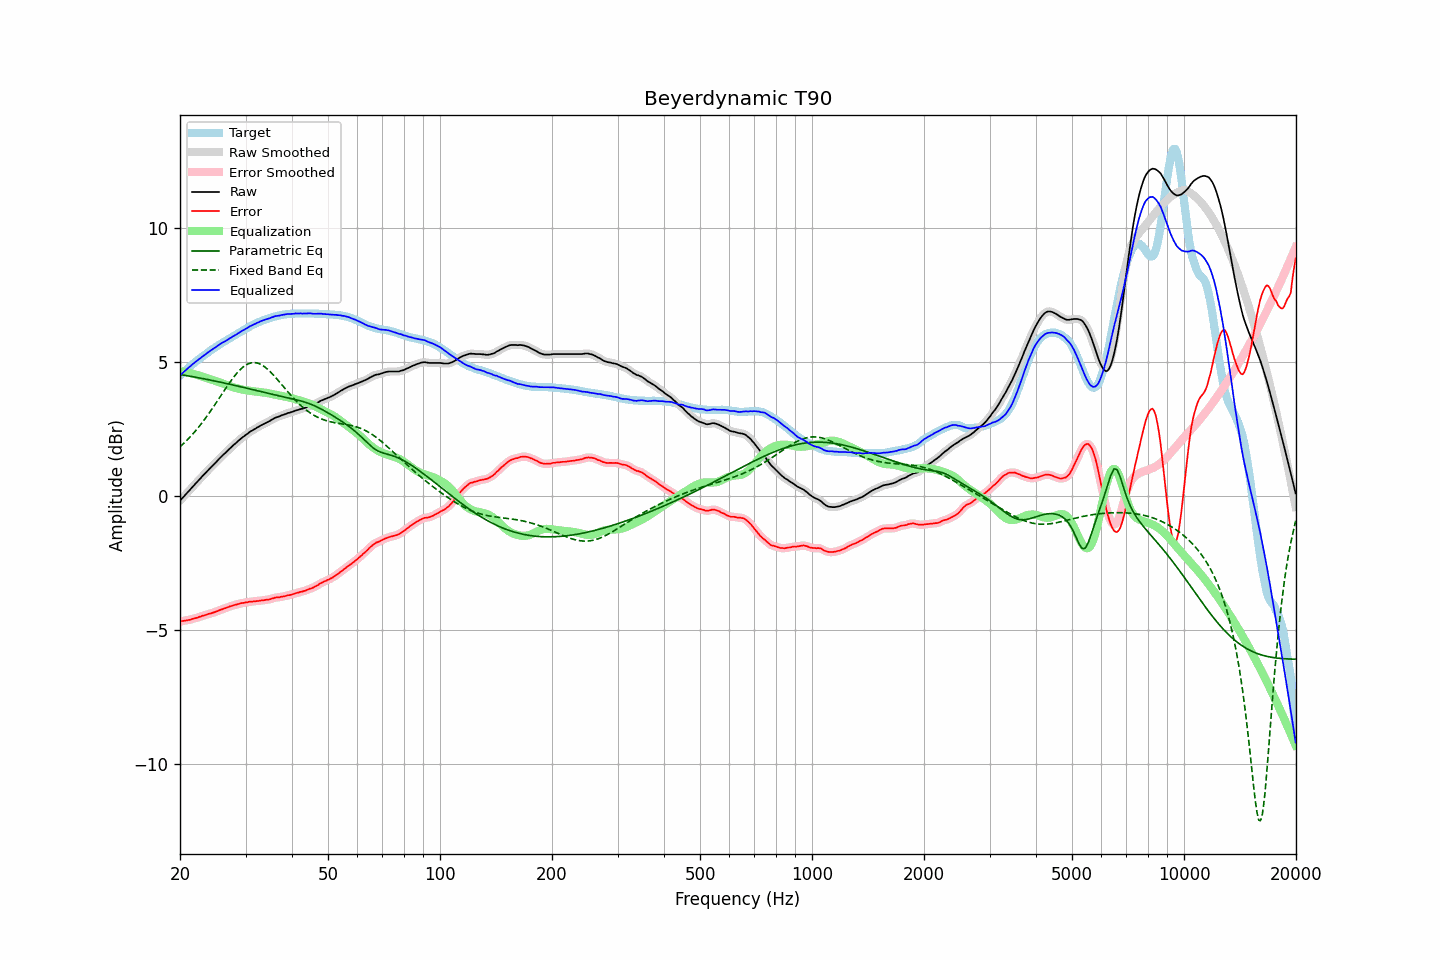 Beyerdynamic T90
Target
Raw Smoothed
Error Smoothed
Raw
Error
Equalization
Parametric Eq
Fixed Band Eq
Equalized
10
5
0
−5
−10
Amplitude (dBr)
20 50 100 200 500 1000 2000 5000 10000 20000
Frequency (Hz)